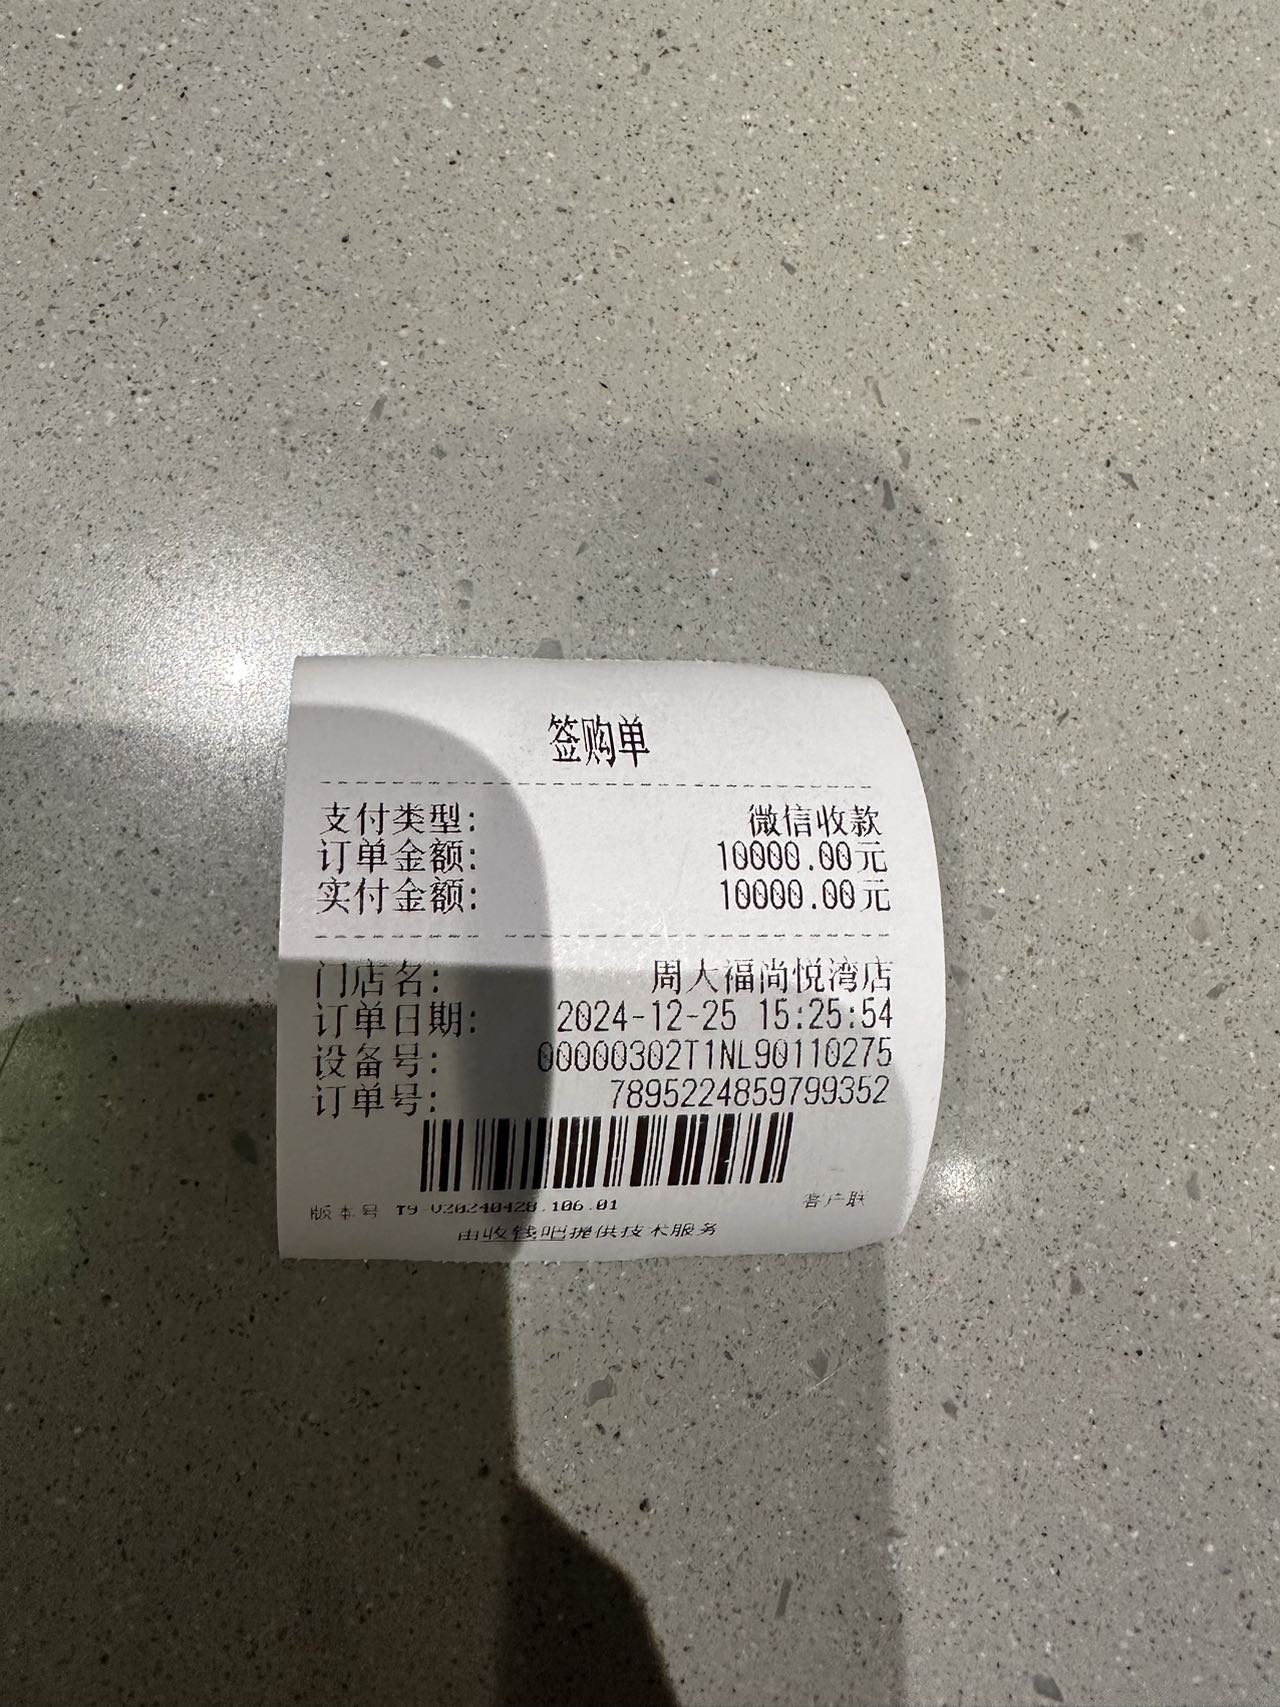 签购单
支付类型: 微信收款
订单金额: 10000.00元
实付金额: 10000.00元
门店名: 周大福尚悦湾店
订单日期: 2024-12-25 15:25:54
设备号: 00000302T1NL90110275
订单号: 7895224859799352
版本号 T9-V20240428.106.01 客户联
由收钱吧提供技术服务